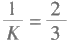 1/K = 2/3